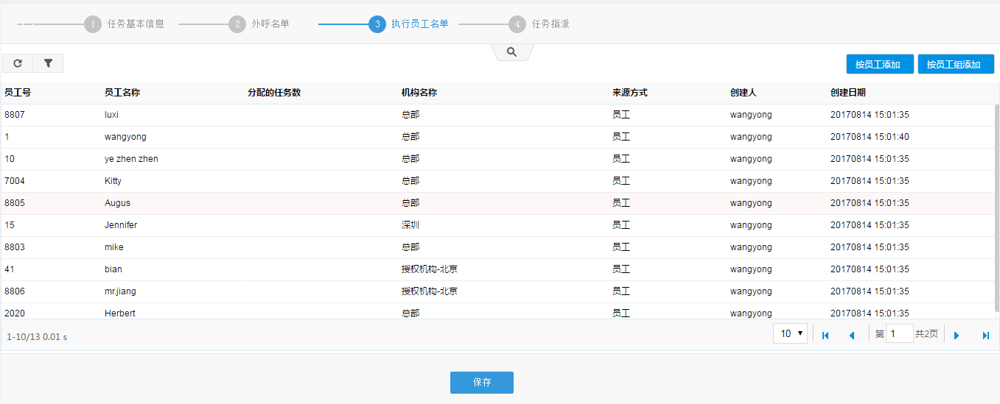 1 任务基本信息 2 外呼名单 3 执行员工名单 4 任务指派
按员工添加 按员工组添加
员工号 员工名称 分配的任务数 机构名称 来源方式 创建人 创建日期
8807 luxi 总部 员工 wangyong 20170814 15:01:35
1 wangyong 总部 员工 wangyong 20170814 15:01:40
10 ye zhen zhen 总部 员工 wangyong 20170814 15:01:35
7004 Kitty 总部 员工 wangyong 20170814 15:01:35
8805 Augus 总部 员工 wangyong 20170814 15:01:35
15 Jennifer 深圳 员工 wangyong 20170814 15:01:35
8803 mike 总部 员工 wangyong 20170814 15:01:35
41 bian 授权机构-北京 员工 wangyong 20170814 15:01:35
8806 mr.jiang 授权机构-北京 员工 wangyong 20170814 15:01:35
2020 Herbert 总部 员工 wangyong 20170814 15:01:35
1-10/13 0.01 s 10 第 1 共2页
保存